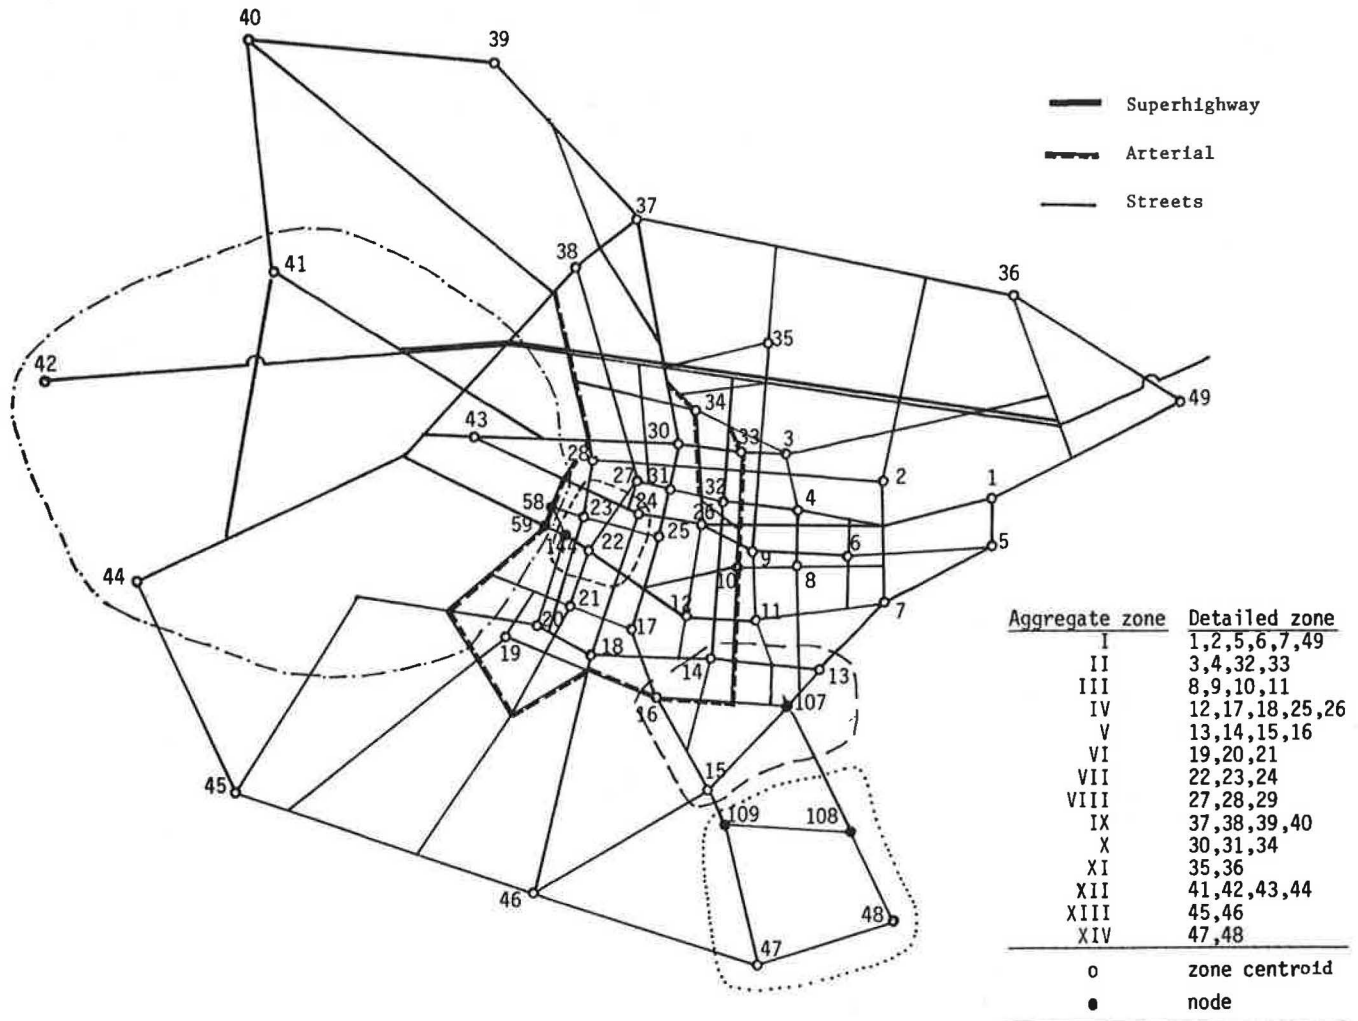 40
39
Superhighway
Arterial
Streets
37
38
36
41
35
42
49
34
43
30
33
3
28
27
31
2
1
58
24
32
4
23
26
59
25
144
22
9
6
5
10
8
44
21
12
11
7
20
17
19
18
14
13
16
107
15
45
109
108
46
48
47
Aggregate zone Detailed zone
I 1,2,5,6,7,49
II 3,4,32,33
III 8,9,10,11
IV 12,17,18,25,26
V 13,14,15,16
VI 19,20,21
VII 22,23,24
VIII 27,28,29
IX 37,38,39,40
X 30,31,34
XI 35,36
XII 41,42,43,44
XIII 45,46
XIV 47,48
zone centroid
node